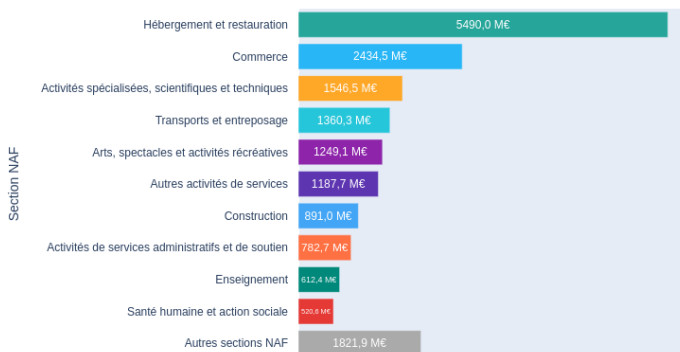 Section NAF
Hébergement et restauration 5490,0 M€
Commerce 2434,5 M€
Activités spécialisées, scientifiques et techniques 1546,5 M€
Transports et entreposage 1360,3 M€
Arts, spectacles et activités récréatives 1249,1 M€
Autres activités de services 1187,7 M€
Construction 891,0 M€
Activités de services administratifs et de soutien 782,7 M€
Enseignement 612,4 M€
Santé humaine et action sociale 520,6 M€
Autres sections NAF 1821,9 M€